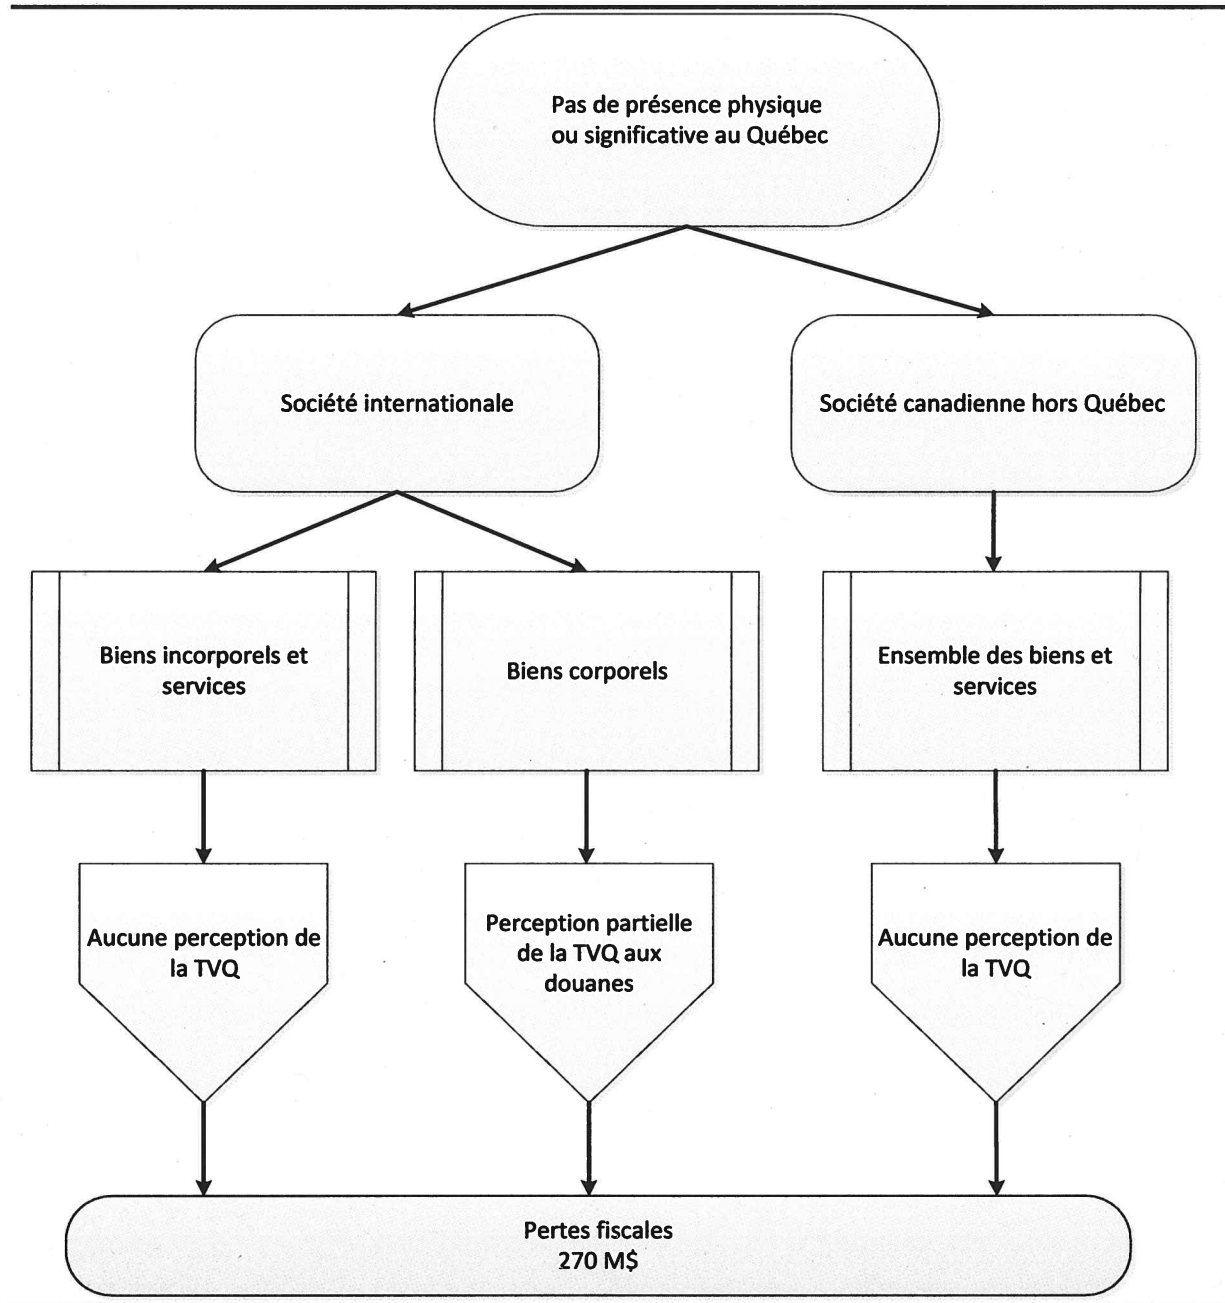 Pas de présence physique
ou significative au Québec
Société internationale
Société canadienne hors Québec
Biens incorporels et
services
Biens corporels
Ensemble des biens et
services
Aucune perception de
la TVQ
Perception partielle
de la TVQ aux
douanes
Aucune perception de
la TVQ
Pertes fiscales
270 M$